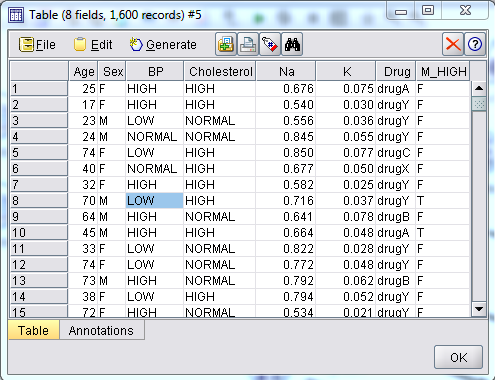 Table (8 fields, 1,600 records) #5
File Edit Generate
Age Sex BP Cholesterol Na K Drug M_HIGH
1 25 F HIGH HIGH 0.676 0.075 drugA F
2 17 F HIGH HIGH 0.540 0.030 drugY F
3 23 M LOW NORMAL 0.556 0.036 drugY F
4 24 M NORMAL NORMAL 0.845 0.055 drugY F
5 74 F LOW HIGH 0.850 0.077 drugC F
6 40 F NORMAL HIGH 0.677 0.050 drugX F
7 32 F HIGH HIGH 0.582 0.025 drugY F
8 70 M LOW HIGH 0.716 0.037 drugY T
9 64 M HIGH NORMAL 0.641 0.078 drugB F
10 45 M HIGH HIGH 0.664 0.048 drugA T
11 33 F LOW NORMAL 0.822 0.028 drugY F
12 74 F LOW NORMAL 0.772 0.048 drugY F
13 73 M HIGH NORMAL 0.792 0.062 drugB F
14 38 F LOW HIGH 0.794 0.052 drugY F
15 72 F HIGH NORMAL 0.534 0.021 drugY F
Table Annotations
OK